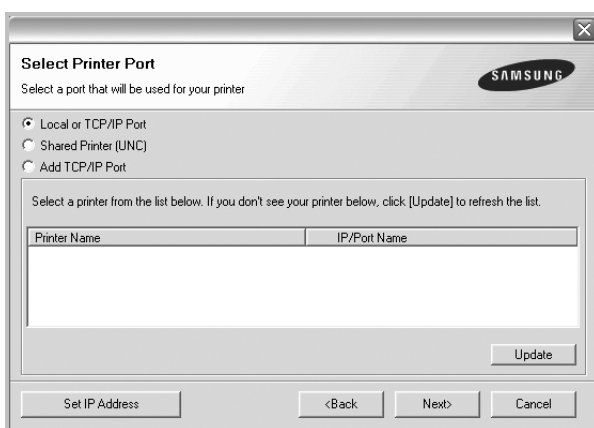 Select Printer Port
SAMSUNG
Select a port that will be used for your printer
Local or TCP/IP Port
Shared Printer (UNC)
Add TCP/IP Port
Select a printer from the list below. If you don't see your printer below, click [Update] to refresh the list.
Printer Name IP/Port Name
Update
Set IP Address <Back Next> Cancel